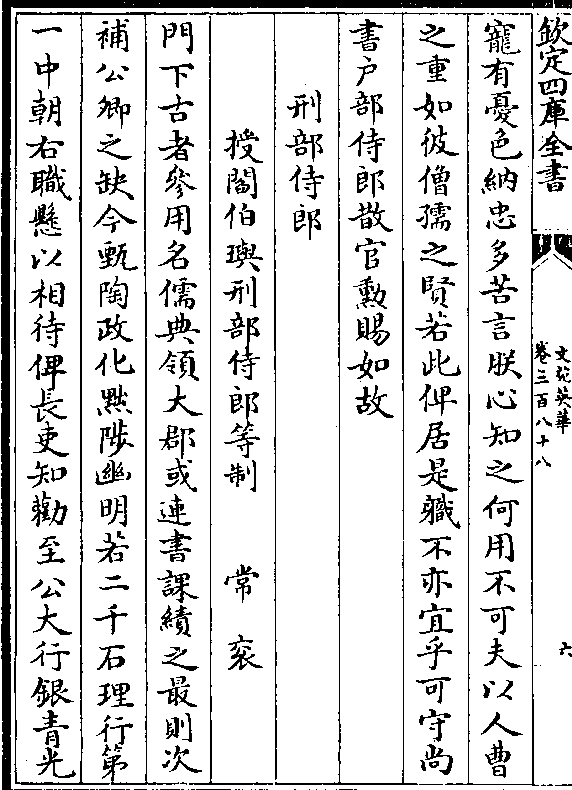 欽定四庫全書
文苑英華
卷三百八十八
六
寵有憂色納忠多苦言朕心知之何用不可夫以人曹
之重如彼僧孺之賢若此俾居是職不亦宜乎可守尚
書户部侍郎散官勲賜如故
刑部侍郎
授閻伯璵刑部侍郎等制 常衮
門下古者參用名儒典領大郡或連書課績之最則次
補公卿之缺今甄陶政化黙陟幽明若二千石理行第
一中朝右職懸以相待俾長吏知勸至公大行銀青光